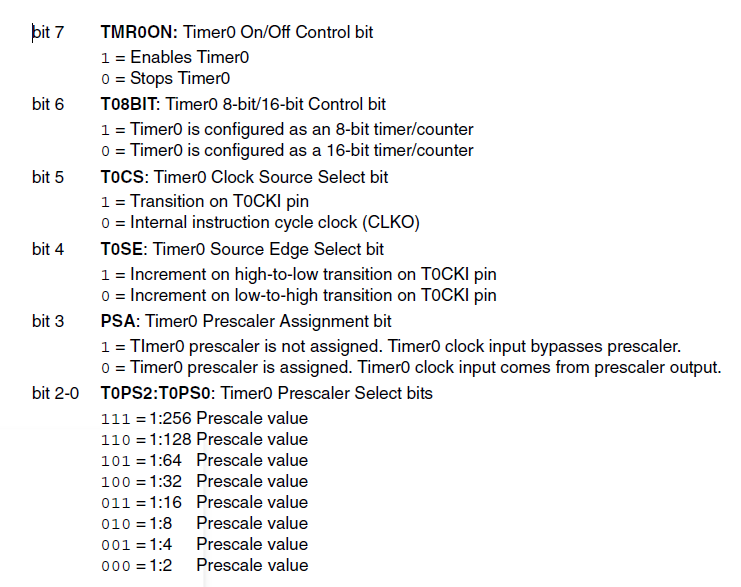 bit 7 TMR0ON: Timer0 On/Off Control bit
1 = Enables Timer0
0 = Stops Timer0
bit 6 T08BIT: Timer0 8-bit/16-bit Control bit
1 = Timer0 is configured as an 8-bit timer/counter
0 = Timer0 is configured as a 16-bit timer/counter
bit 5 T0CS: Timer0 Clock Source Select bit
1 = Transition on T0CKI pin
0 = Internal instruction cycle clock (CLKO)
bit 4 T0SE: Timer0 Source Edge Select bit
1 = Increment on high-to-low transition on T0CKI pin
0 = Increment on low-to-high transition on T0CKI pin
bit 3 PSA: Timer0 Prescaler Assignment bit
1 = TImer0 prescaler is not assigned. Timer0 clock input bypasses prescaler.
0 = Timer0 prescaler is assigned. Timer0 clock input comes from prescaler output.
bit 2-0 T0PS2:T0PS0: Timer0 Prescaler Select bits
111 = 1:256 Prescale value
110 = 1:128 Prescale value
101 = 1:64 Prescale value
100 = 1:32 Prescale value
011 = 1:16 Prescale value
010 = 1:8 Prescale value
001 = 1:4 Prescale value
000 = 1:2 Prescale value